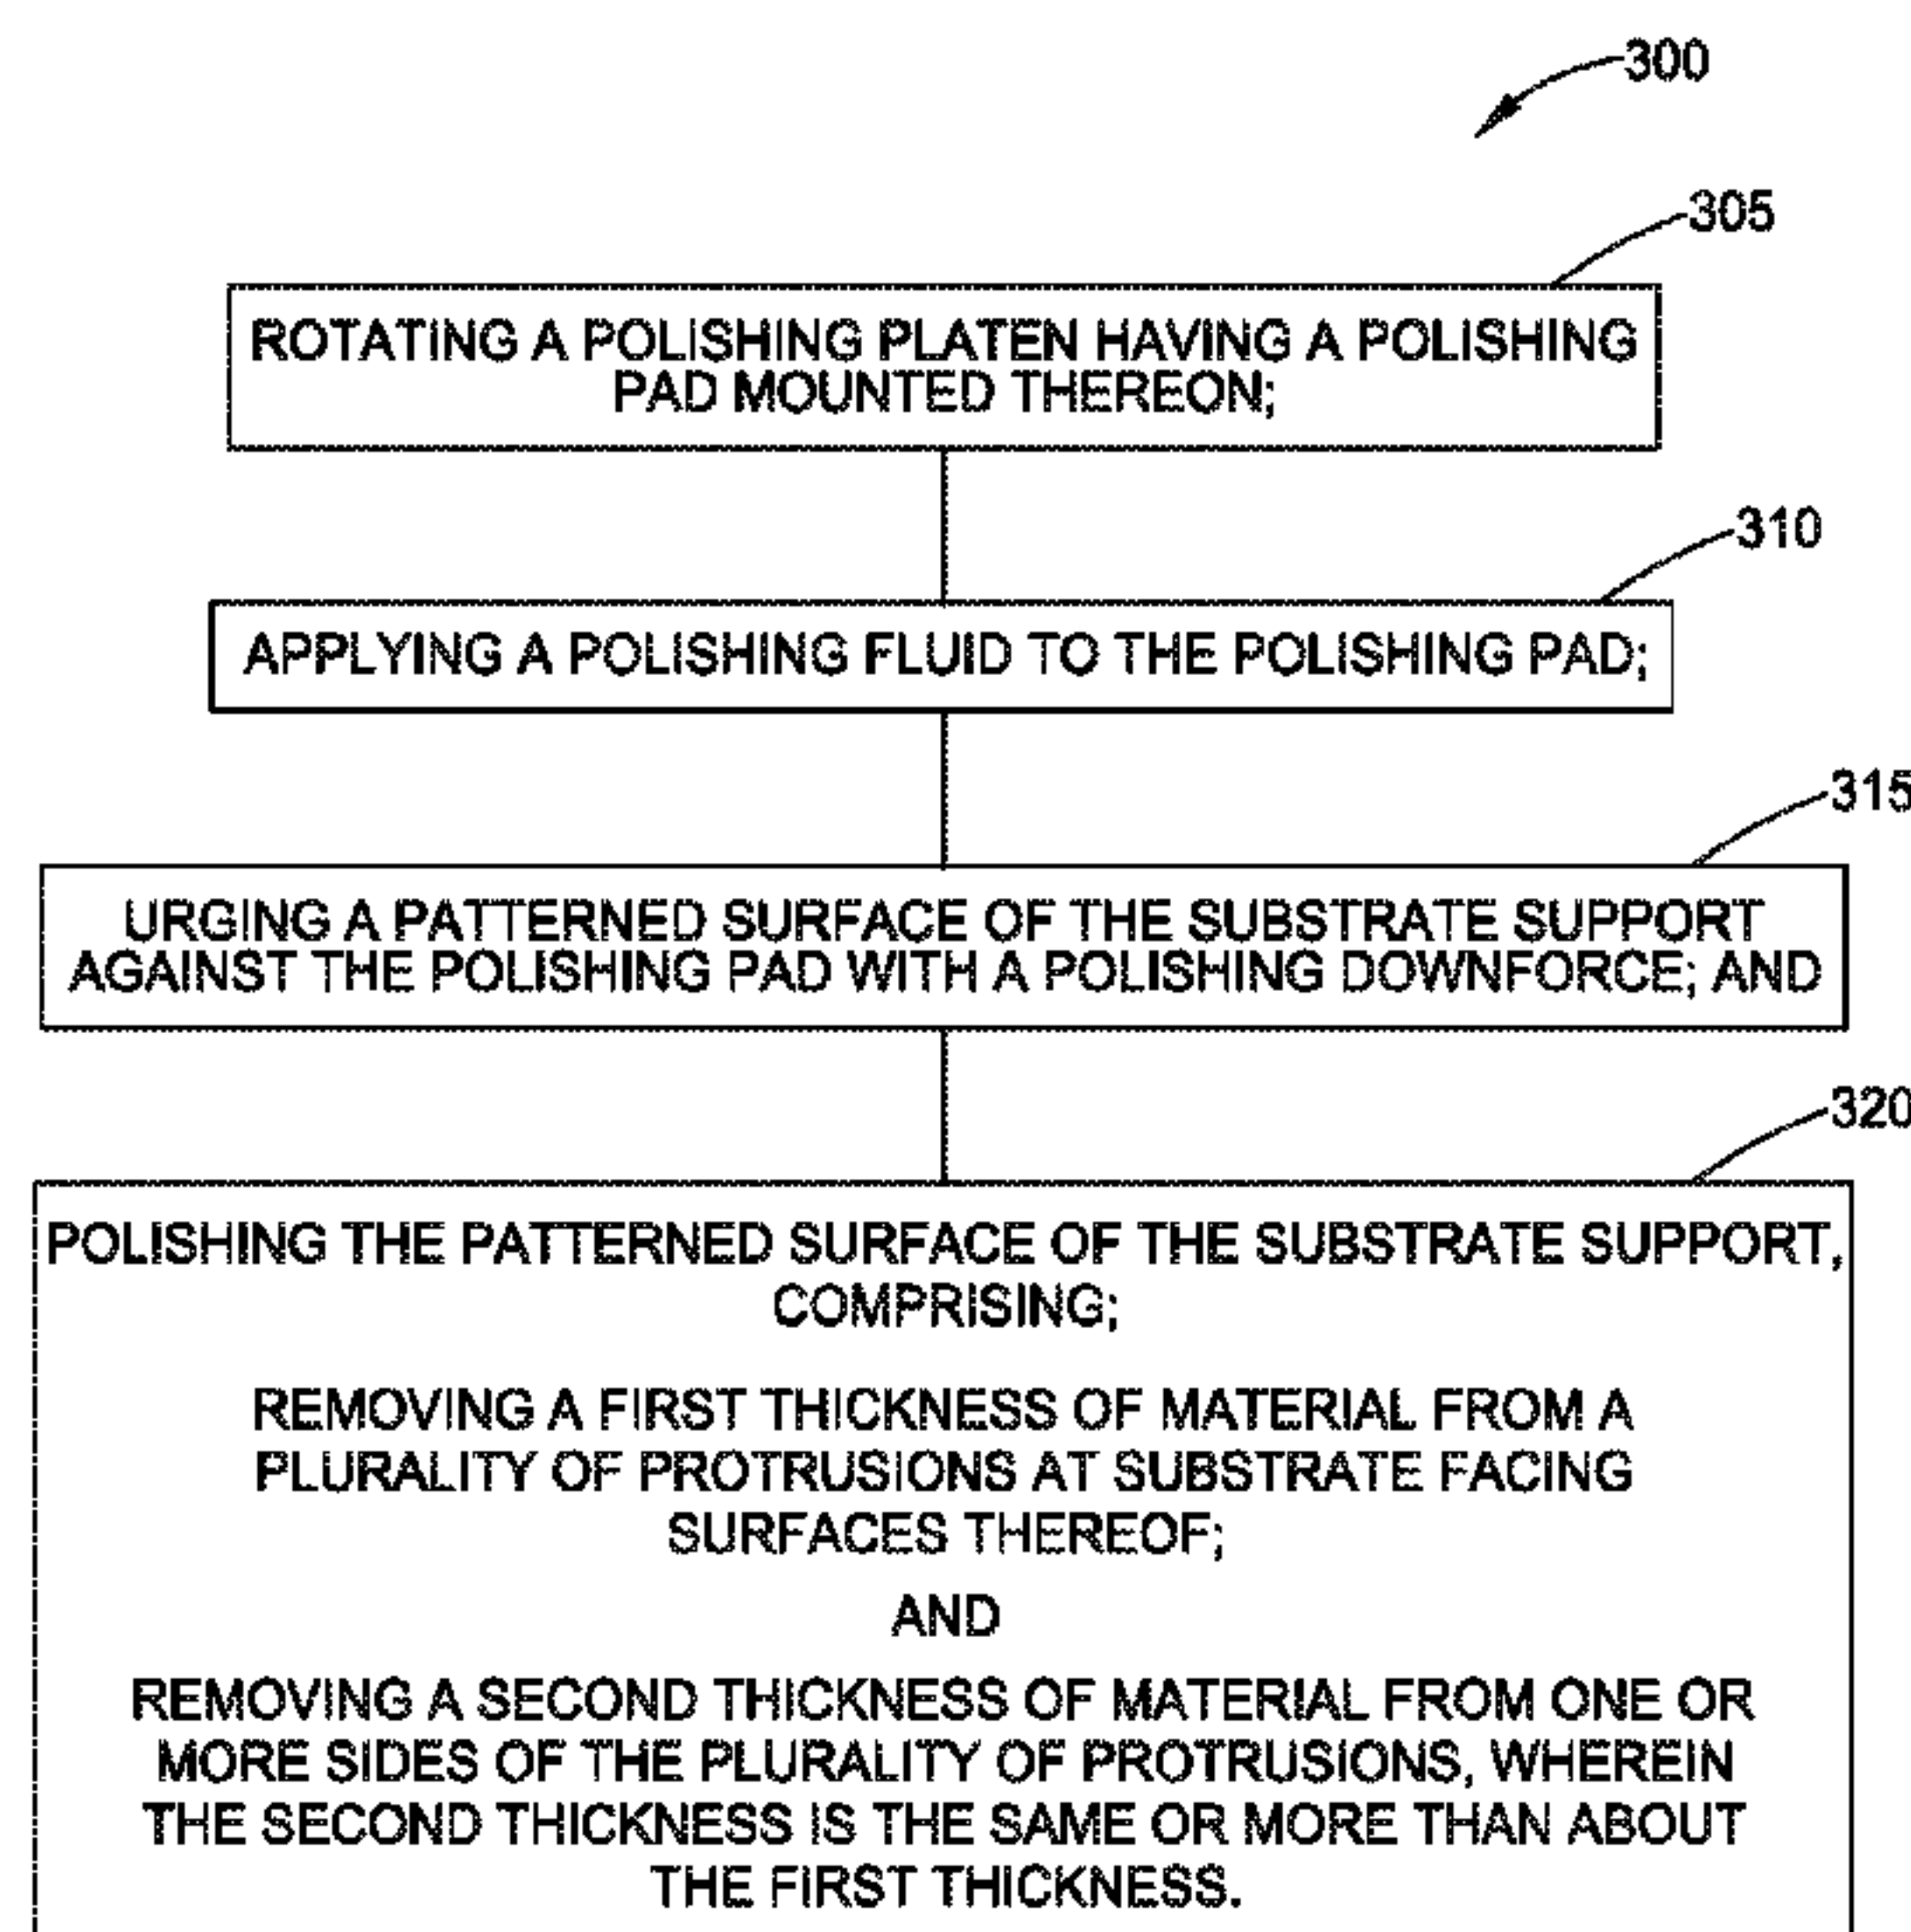 300
305
ROTATING A POLISHING PLATEN HAVING A POLISHING
PAD MOUNTED THEREON;
310
APPLYING A POLISHING FLUID TO THE POLISHING PAD;
315
URGING A PATTERNED SURFACE OF THE SUBSTRATE SUPPORT
AGAINST THE POLISHING PAD WITH A POLISHING DOWNFORCE; AND
320
POLISHING THE PATTERNED SURFACE OF THE SUBSTRATE SUPPORT,
COMPRISING;
REMOVING A FIRST THICKNESS OF MATERIAL FROM A
PLURALITY OF PROTRUSIONS AT SUBSTRATE FACING
SURFACES THEREOF;
AND
REMOVING A SECOND THICKNESS OF MATERIAL FROM ONE OR
MORE SIDES OF THE PLURALITY OF PROTRUSIONS, WHEREIN
THE SECOND THICKNESS IS THE SAME OR MORE THAN ABOUT
THE FIRST THICKNESS.